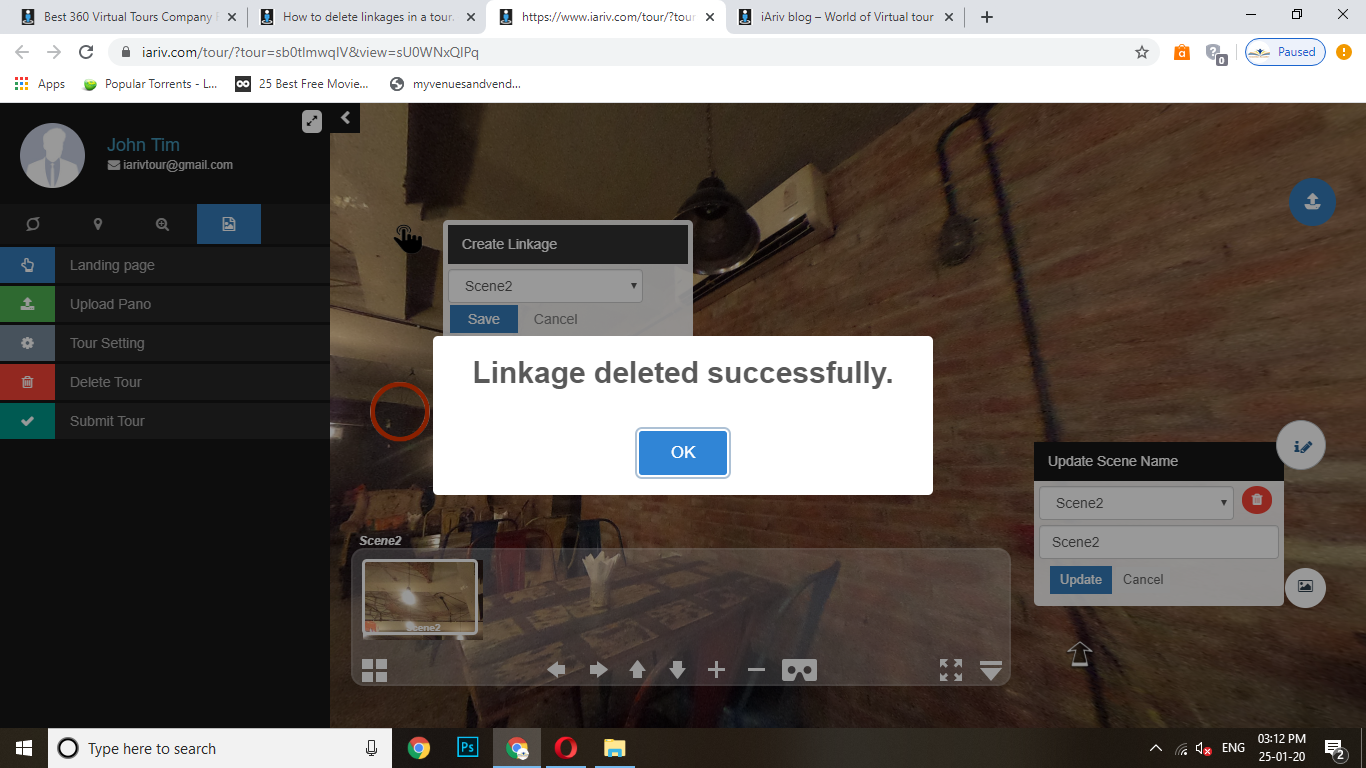 Best 360 Virtual Tours Company
How to delete linkages in a tour.
https://www.iariv.com/tour/?tour
iAriv blog – World of Virtual tour
iariv.com/tour/?tour=sb0tlmwqlV&view=sU0WNxQlPq
0
Paused
Apps
Popular Torrents - L...
25 Best Free Movie...
myvenuesandvend...
John Tim
iarivtour@gmail.com
Landing page
Upload Pano
Tour Setting
Delete Tour
Submit Tour
Create Linkage
Scene2
Save
Cancel
Linkage deleted successfully.
OK
Update Scene Name
Scene2
Scene2
Update
Cancel
Scene2
Scene2
Type here to search
Ps
ENG
03:12 PM
25-01-20
2